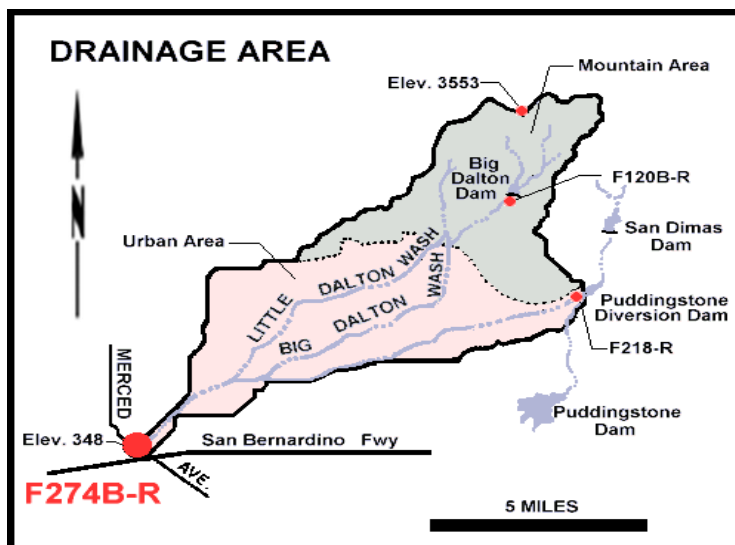 DRAINAGE AREA
Mountain Area
Elev. 3553
N
Big
Dalton
Dam
F120B-R
San Dimas
Dam
Urban Area
LITTLE DALTON WASH
BIG DALTON WASH
Puddingstone
Diversion Dam
F218-R
MERCED
AVE.
Puddingstone
Dam
Elev. 348
San Bernardino Fwy
F274B-R
5 MILES